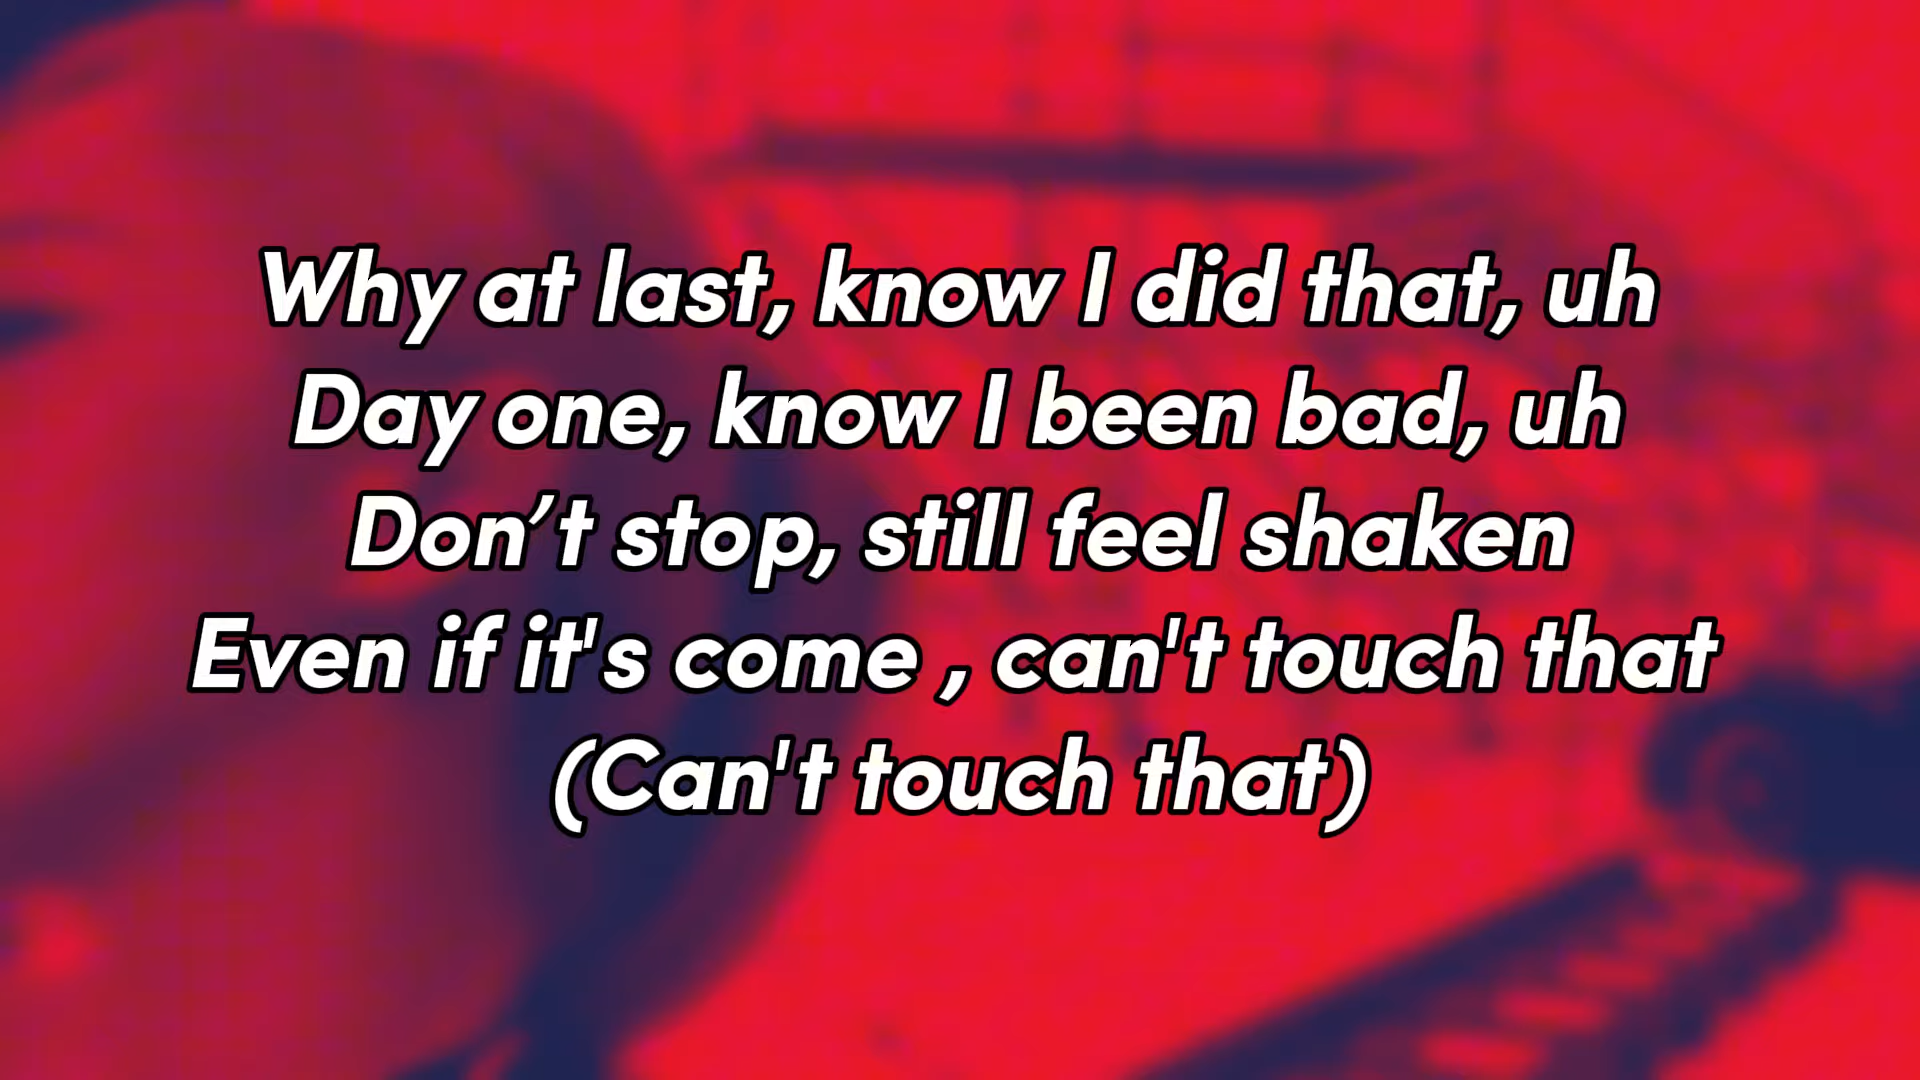 Why at last, know I did that, uh
Day one, know I been bad, uh
Don’t stop, still feel shaken
Even if it's come , can't touch that
(Can't touch that)